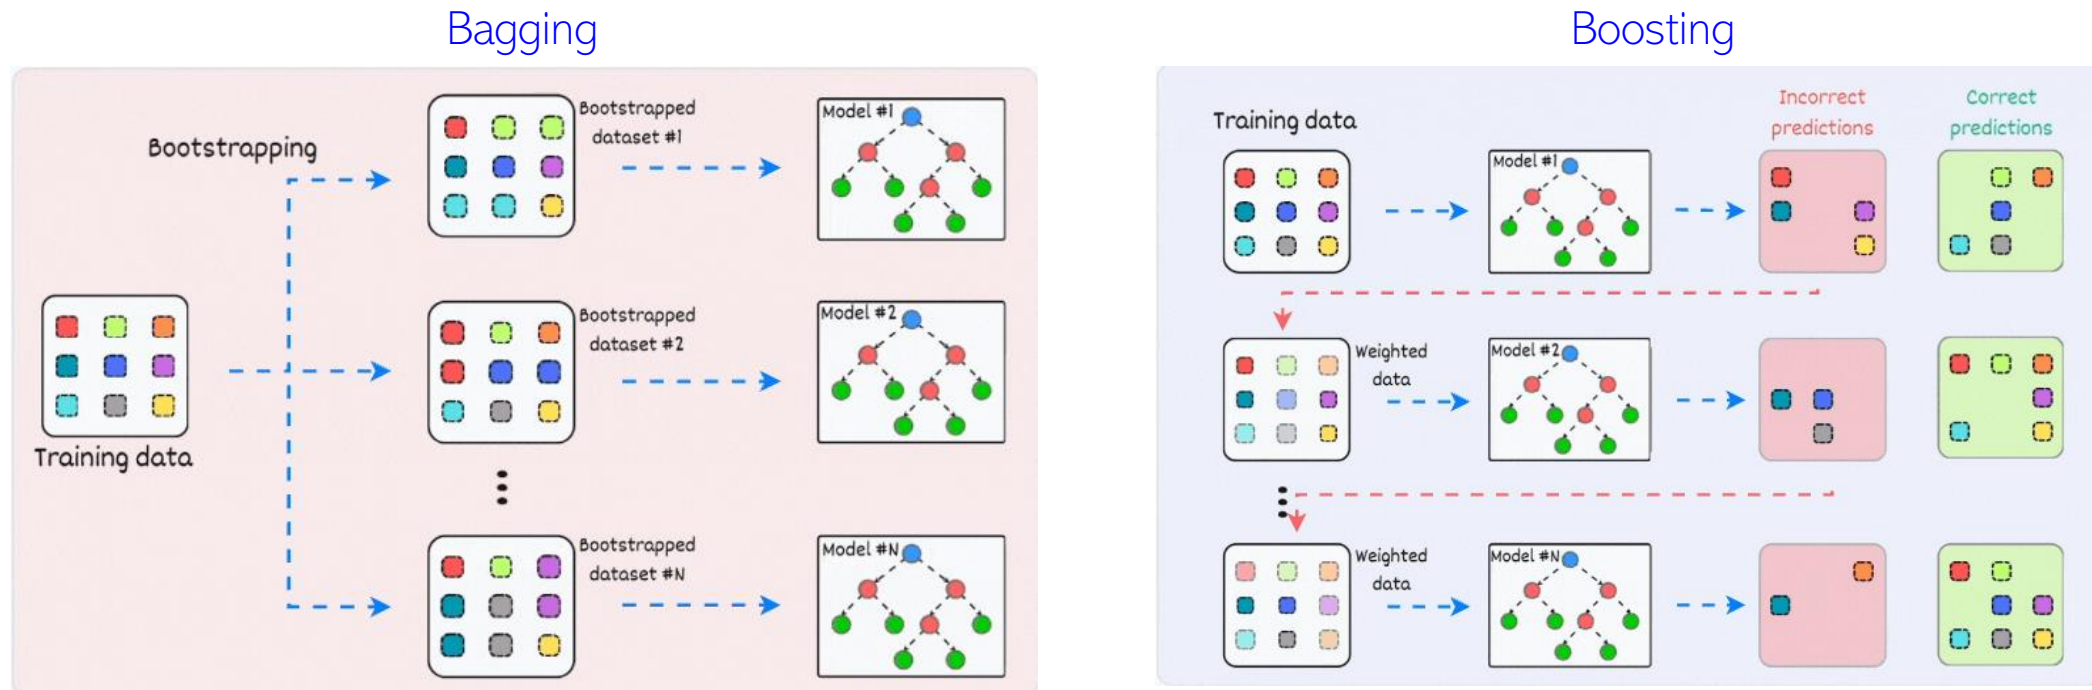 Bagging
Bootstrapping
Training data
Bootstrapped
dataset #1
Model #1
Bootstrapped
dataset #2
Model #2
Bootstrapped
dataset #N
Model #N
Boosting
Training data
Model #1
Incorrect
predictions
Correct
predictions
Weighted
data
Model #2
Weighted
data
Model #N